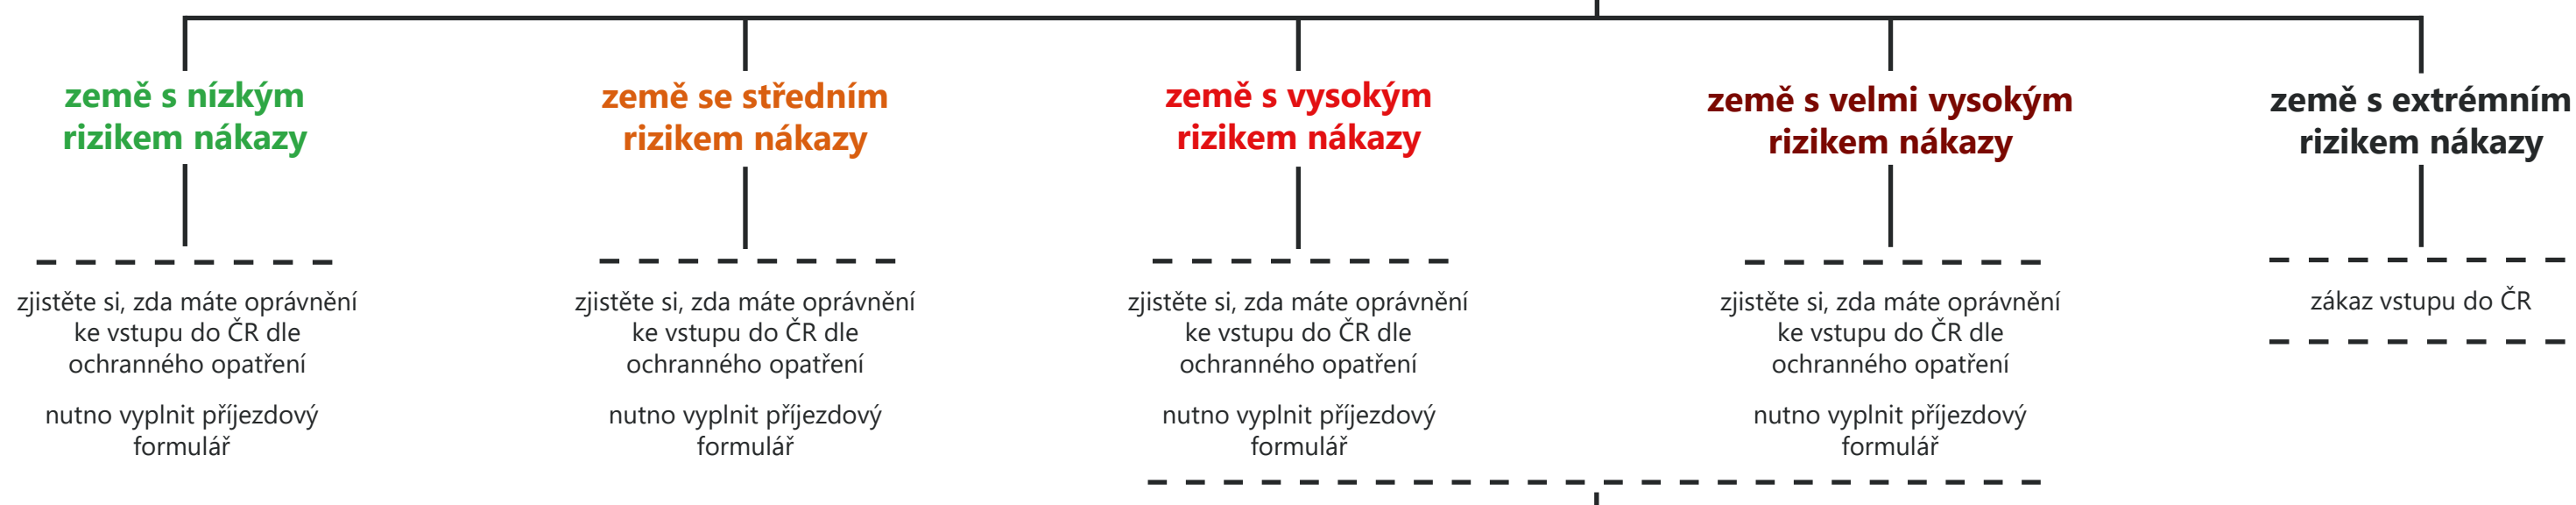 země s nízkým
rizikem nákazy
zjistěte si, zda máte oprávnění
ke vstupu do ČR dle
ochranného opatření
nutno vyplnit příjezdový
formulář
země se středním
rizikem nákazy
zjistěte si, zda máte oprávnění
ke vstupu do ČR dle
ochranného opatření
nutno vyplnit příjezdový
formulář
země s vysokým
rizikem nákazy
zjistěte si, zda máte oprávnění
ke vstupu do ČR dle
ochranného opatření
nutno vyplnit příjezdový
formulář
země s velmi vysokým
rizikem nákazy
zjistěte si, zda máte oprávnění
ke vstupu do ČR dle
ochranného opatření
nutno vyplnit příjezdový
formulář
země s extrémním
rizikem nákazy
zákaz vstupu do ČR